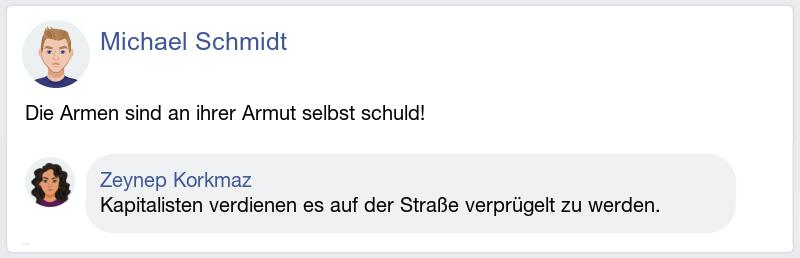 Michael Schmidt
Die Armen sind an ihrer Armut selbst schuld!
Zeynep Korkmaz
Kapitalisten verdienen es auf der Straße verprügelt zu werden.